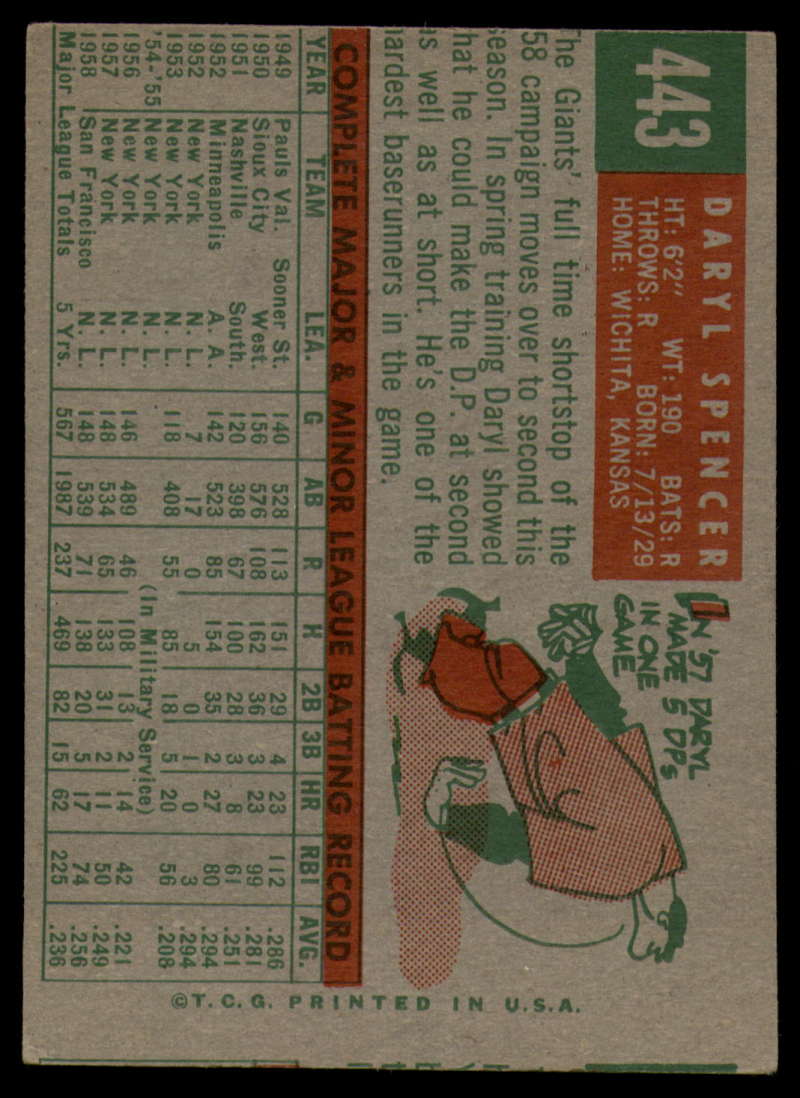 443
DARYL SPENCER
HT: 6'2" WT: 190 BATS: R
THROWS: R BORN: 7/13/29
HOME: WICHITA, KANSAS
The Giants' full time shortstop of the
58 campaign moves over to second this
season. In spring training Daryl showed
that he could make the D.P. at second
as well as at short. He's one of the
hardest baserunners in the game.
IN '57 DARYL
MADE 5 DPs
IN ONE
GAME
COMPLETE MAJOR & MINOR LEAGUE BATTING RECORD
YEAR TEAM LEA. G AB R H 2B 3B HR RBI AVG.
1949 Pauls Val. Sooner St. 140 528 113 151 29 4 23 112 .286
1950 Sioux City West. 156 576 108 162 36 3 23 99 .281
1951 Nashville South. 120 398 67 100 28 3 8 61 .251
1952 Minneapolis A. A. 142 523 85 154 35 2 27 80 .294
1952 New York N. L. 7 17 0 5 0 1 0 3 .294
1953 New York N. L. 118 408 55 85 18 5 20 56 .208
'54-'55 New York N. L. (In Military Service)
1956 New York N. L. 146 489 46 108 13 2 14 42 .221
1957 New York N. L. 148 534 65 133 31 2 11 50 .249
1958 San Francisco N. L. 148 539 71 138 20 5 17 74 .256
Major League Totals 5 Yrs. 567 1987 237 469 82 15 62 225 .236
©T.C.G. PRINTED IN U.S.A.